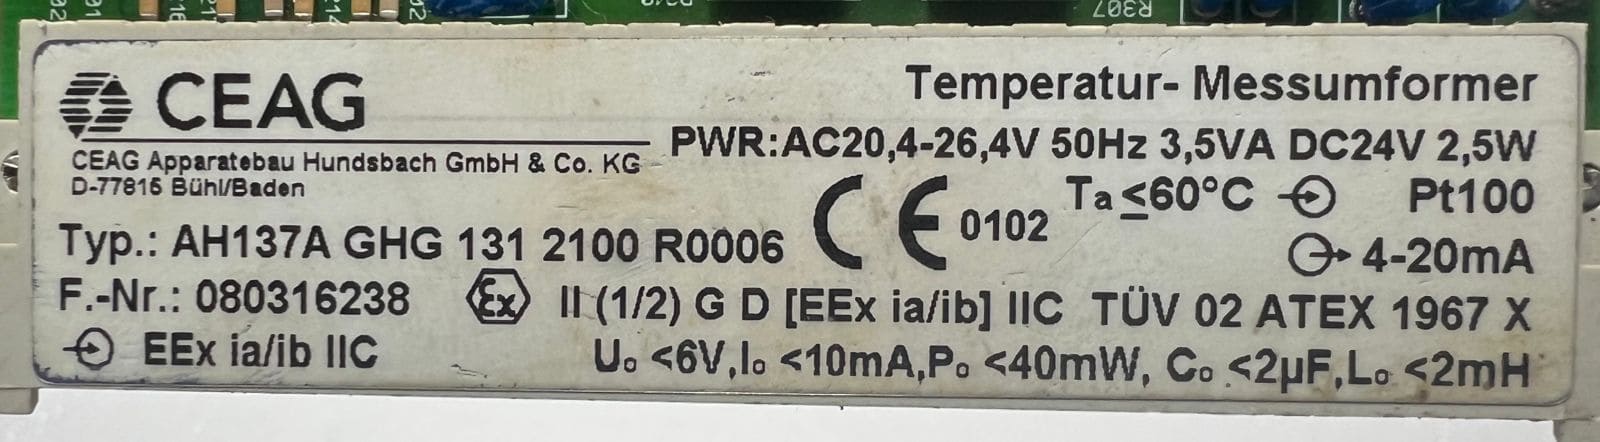 R307
CEAG
CEAG Apparatebau Hundsbach GmbH & Co. KG
D-77815 Bühl/Baden
Temperatur- Messumformer
PWR:AC20,4-26,4V 50Hz 3,5VA DC24V 2,5W
Typ.: AH137A GHG 131 2100 R0006
CE 0102
Ta ≤60°C Pt100
4-20mA
F.-Nr.: 080316238
Ex II (1/2) G D [EEx ia/ib] IIC TÜV 02 ATEX 1967 X
EEx ia/ib IIC
Uo <6V,Io <10mA,Po <40mW, Co <2µF,Lo <2mH